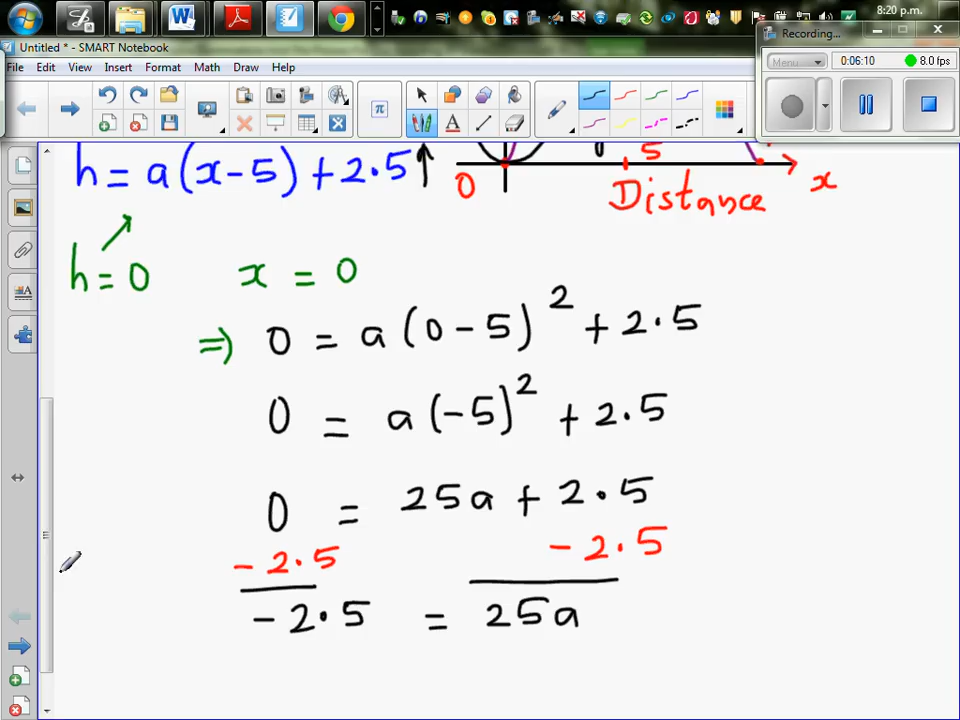 8:20 p.m.
Untitled * - SMART Notebook
Recording...
File Edit View Insert Format Math Draw Help
Menu 0:06:10 8.0 fps
h = a(x-5) + 2.5
0 5 x
Distance
h = 0 x = 0
⇒ 0 = a(0-5)² + 2.5
0 = a(-5)² + 2.5
0 = 25a + 2.5
-2.5 -2.5
-2.5 = 25a